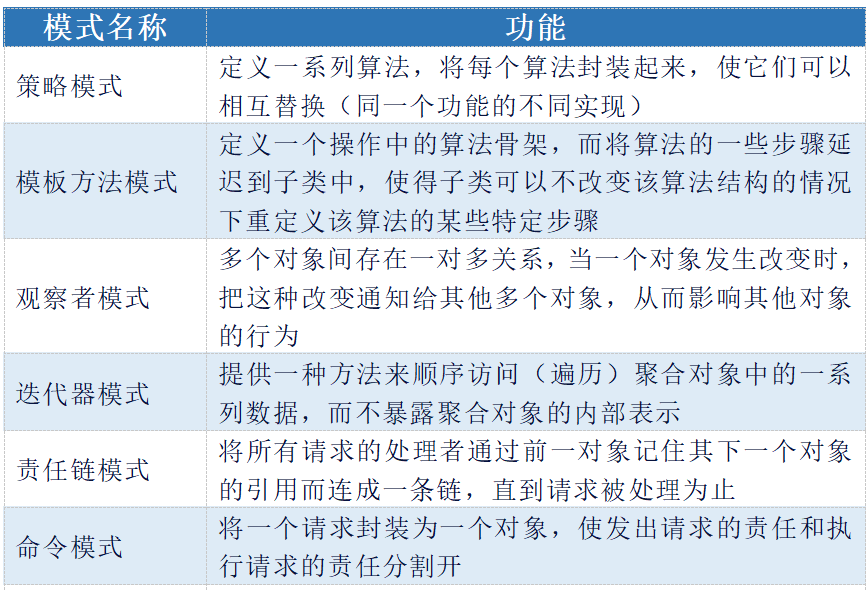 模式名称 功能
策略模式
定义一系列算法，将每个算法封装起来，使它们可以
相互替换（同一个功能的不同实现）
模板方法模式
定义一个操作中的算法骨架，而将算法的一些步骤延
迟到子类中，使得子类可以不改变该算法结构的情况
下重定义该算法的某些特定步骤
观察者模式
多个对象间存在一对多关系，当一个对象发生改变时，
把这种改变通知给其他多个对象，从而影响其他对象
的行为
迭代器模式
提供一种方法来顺序访问（遍历）聚合对象中的一系
列数据，而不暴露聚合对象的内部表示
责任链模式
将所有请求的处理者通过前一对象记住其下一个对象
的引用而连成一条链，直到请求被处理为止
命令模式
将一个请求封装为一个对象，使发出请求的责任和执
行请求的责任分割开